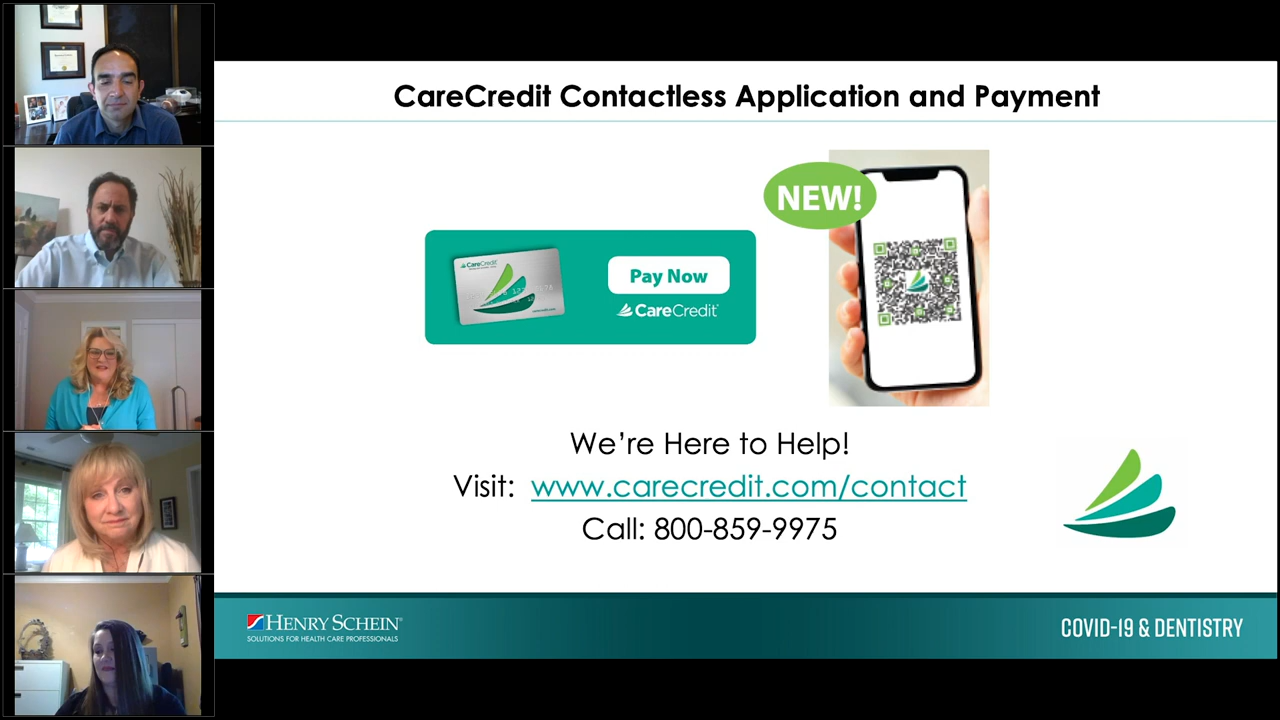 CareCredit Contactless Application and Payment
NEW!
CareCredit
Pay Now
CareCredit
We're Here to Help!
Visit: www.carecredit.com/contact
Call: 800-859-9975
HENRY SCHEIN®
SOLUTIONS FOR HEALTH CARE PROFESSIONALS
COVID-19 & DENTISTRY